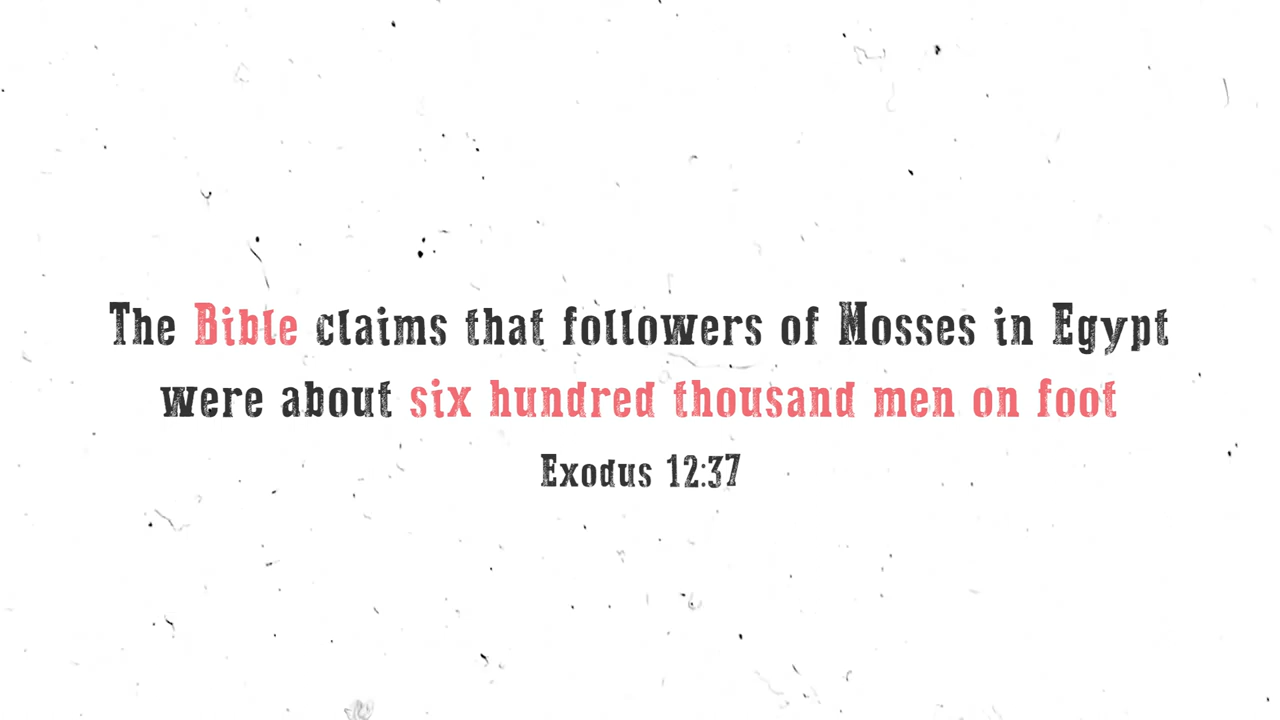 The Bible claims that followers of Mosses in Egypt
were about six hundred thousand men on foot
Exodus 12:37